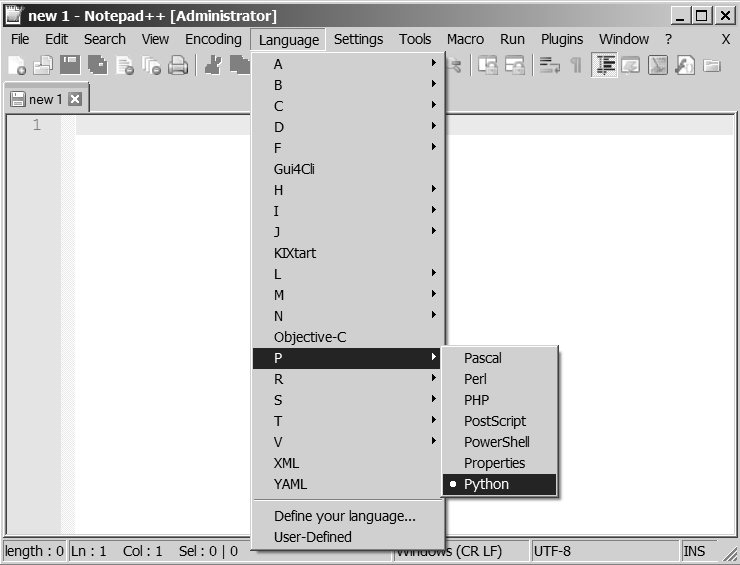 new 1 - Notepad++ [Administrator]
File Edit Search View Encoding Language Settings Tools Macro Run Plugins Window ? X
new 1
1
A
B
C
D
F
Gui4Cli
H
I
J
KIXtart
L
M
N
Objective-C
P
R
S
T
V
XML
YAML
Define your language...
User-Defined
Pascal
Perl
PHP
PostScript
PowerShell
Properties
Python
length : 0 Ln : 1 Col : 1 Sel : 0 | 0 Windows (CR LF) UTF-8 INS